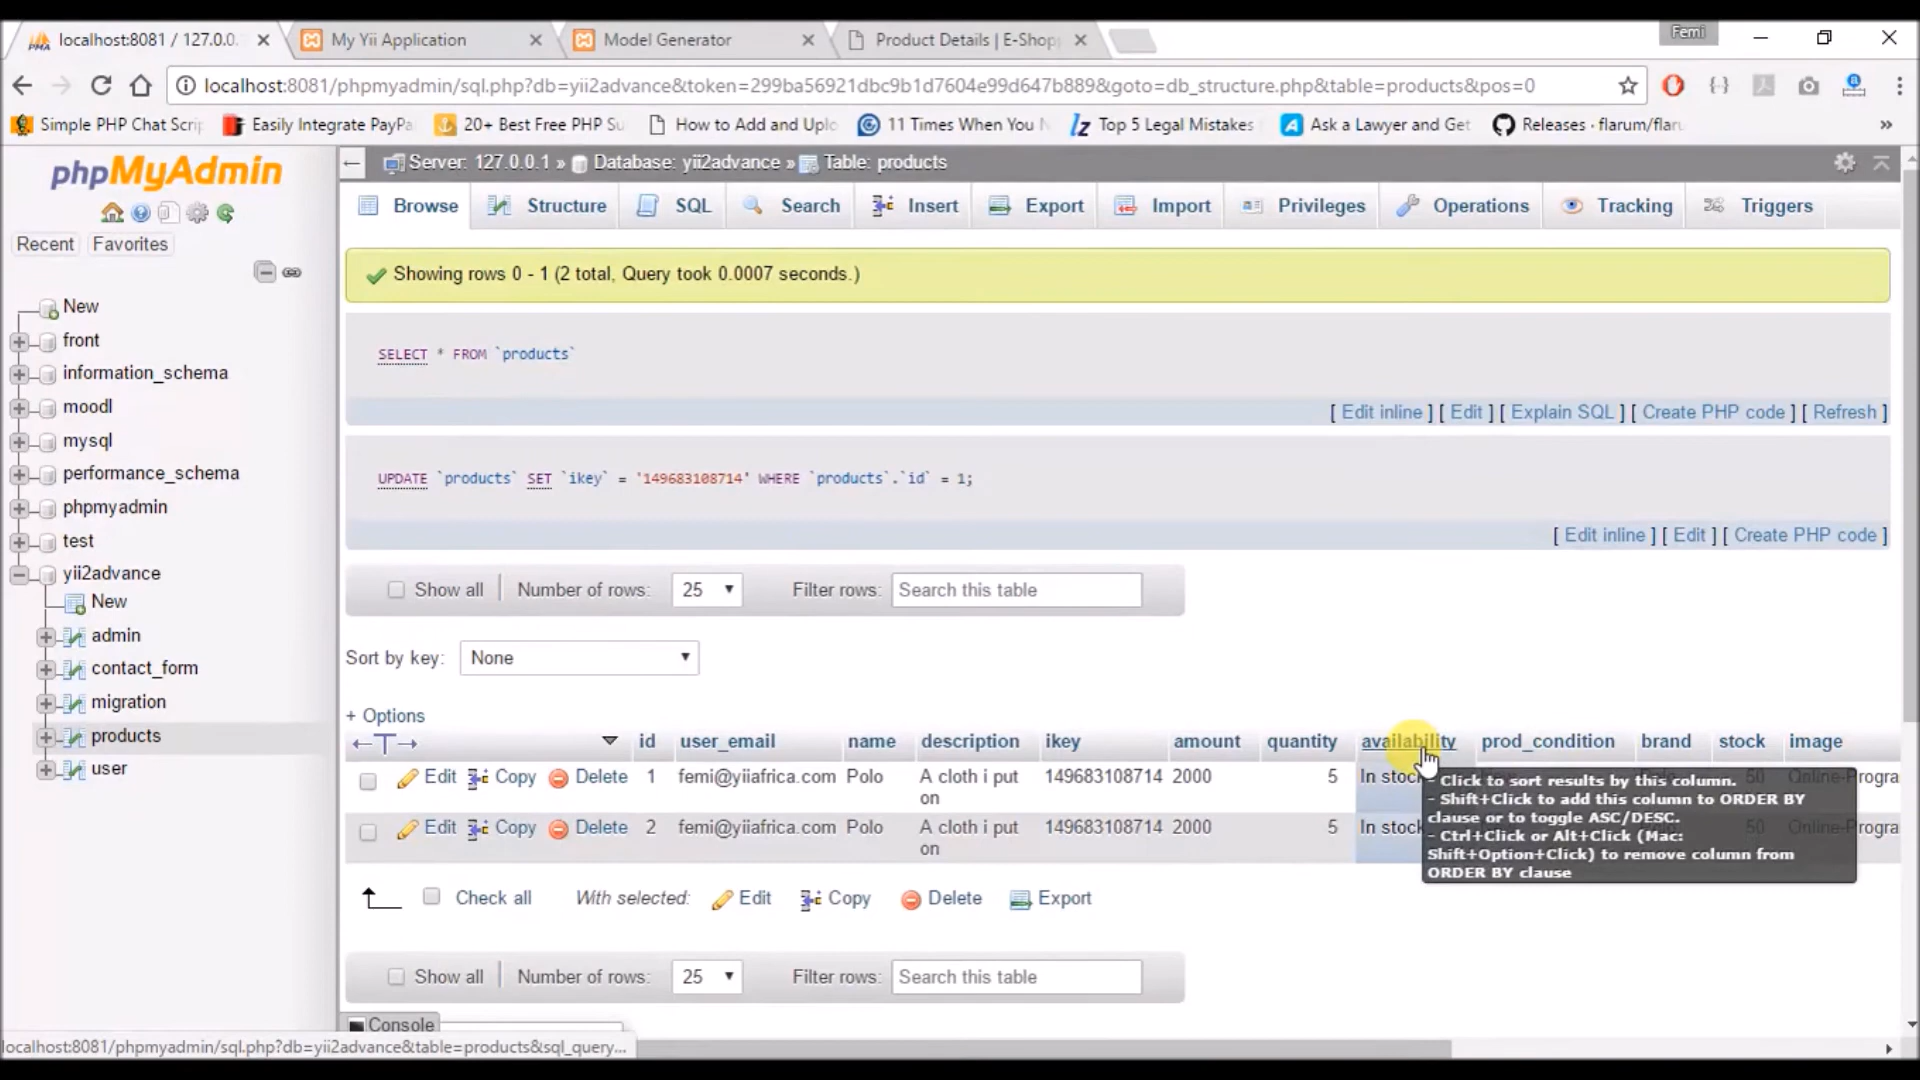 localhost:8081 / 127.0.0.
My Yii Application
Model Generator
Product Details | E-Shop
Femi
localhost:8081/phpmyadmin/sql.php?db=yii2advance&token=299ba56921dbc9b1d7604e99d647b889&goto=db_structure.php&table=products&pos=0
Simple PHP Chat Scrip
Easily Integrate PayPa
20+ Best Free PHP Su
How to Add and Uplo
11 Times When You N
Top 5 Legal Mistakes
Ask a Lawyer and Get
Releases · flarum/flaru
»
phpMyAdmin
Recent
Favorites
New
front
information_schema
moodl
mysql
performance_schema
phpmyadmin
test
yii2advance
New
admin
contact_form
migration
products
user
Server: 127.0.0.1 » Database: yii2advance » Table: products
Browse
Structure
SQL
Search
Insert
Export
Import
Privileges
Operations
Tracking
Triggers
Showing rows 0 - 1 (2 total, Query took 0.0007 seconds.)
SELECT * FROM `products`
[ Edit inline ] [ Edit ] [ Explain SQL ] [ Create PHP code ] [ Refresh ]
UPDATE `products` SET `ikey` = '149683108714' WHERE `products`.`id` = 1;
[ Edit inline ] [ Edit ] [ Create PHP code ]
Show all | Number of rows: 25 Filter rows: Search this table
Sort by key: None
+ Options
←T→ id user_email name description ikey amount quantity availability prod_condition brand stock image
Edit Copy Delete 1 femi@yiiafrica.com Polo A cloth i put on 149683108714 2000 5 In stock 50 Online-Progra
Edit Copy Delete 2 femi@yiiafrica.com Polo A cloth i put on 149683108714 2000 5 In stock 50 Online-Progra
- Click to sort results by this column.
- Shift+Click to add this column to ORDER BY
clause or to toggle ASC/DESC.
- Ctrl+Click or Alt+Click (Mac:
Shift+Option+Click) to remove column from
ORDER BY clause
Check all With selected: Edit Copy Delete Export
Show all | Number of rows: 25 Filter rows: Search this table
Console
localhost:8081/phpmyadmin/sql.php?db=yii2advance&table=products&sql_query...